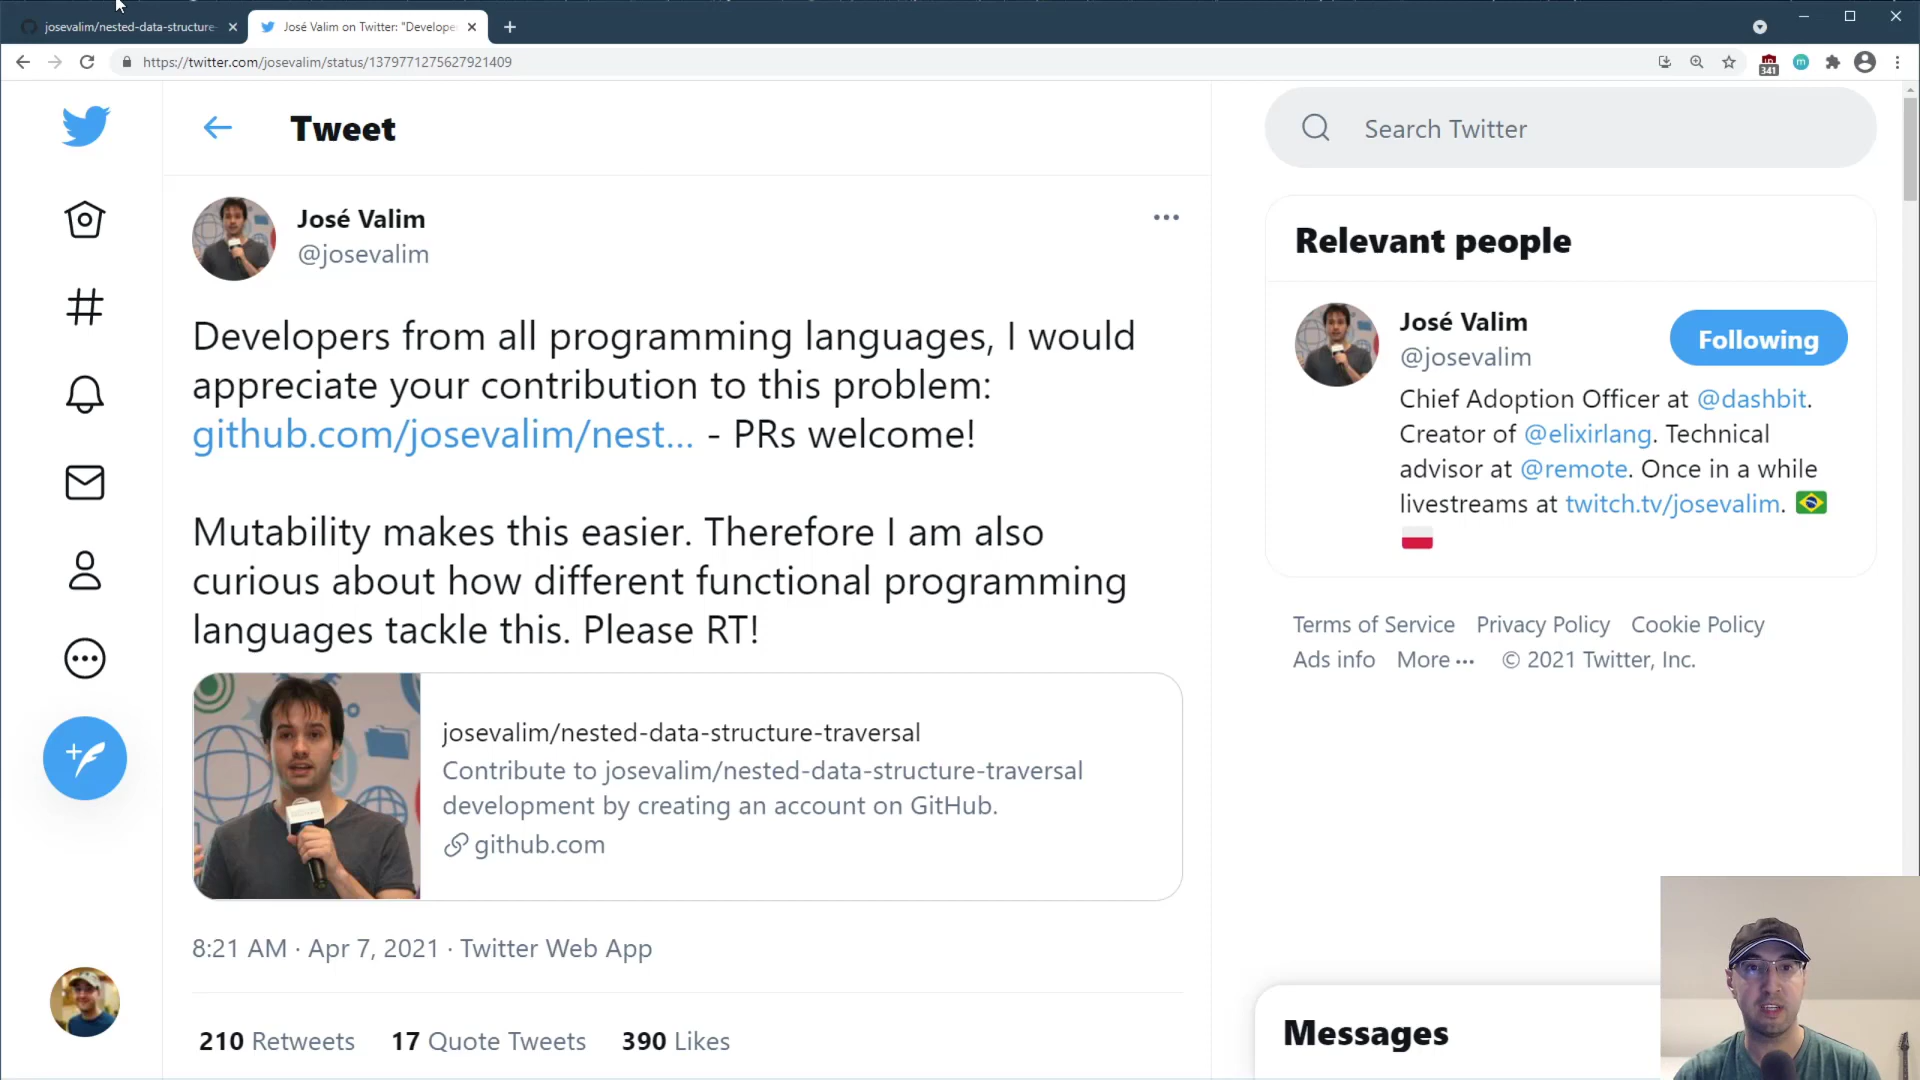 josevalim/nested-data-structure-
José Valim on Twitter: "Develope
https://twitter.com/josevalim/status/1379771275627921409
341
m
Tweet
José Valim
@josevalim
Developers from all programming languages, I would
appreciate your contribution to this problem:
github.com/josevalim/nest... - PRs welcome!
Mutability makes this easier. Therefore I am also
curious about how different functional programming
languages tackle this. Please RT!
josevalim/nested-data-structure-traversal
Contribute to josevalim/nested-data-structure-traversal
development by creating an account on GitHub.
github.com
8:21 AM · Apr 7, 2021 · Twitter Web App
210 Retweets 17 Quote Tweets 390 Likes
Search Twitter
Relevant people
José Valim
@josevalim
Following
Chief Adoption Officer at @dashbit.
Creator of @elixirlang. Technical
advisor at @remote. Once in a while
livestreams at twitch.tv/josevalim.
Terms of Service Privacy Policy Cookie Policy
Ads info More ··· © 2021 Twitter, Inc.
Messages